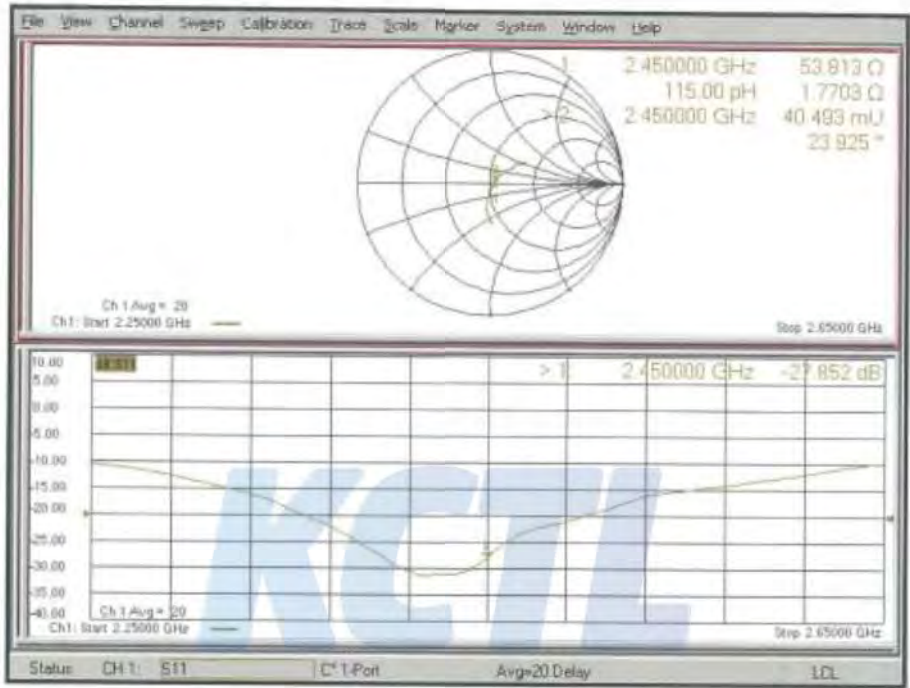 File View Channel Sweep Calibration Trace Scale Marker System Window Help
1 2.450000 GHz 53.813 Ω
115.00 pH 1.7703 Ω
> 2 2.450000 GHz 40.493 mU
23.925 °
Ch 1 Avg = 20
Ch1: Start 2.25000 GHz Stop 2.65000 GHz
10.00
> 1 2.450000 GHz -27.852 dB
5.00
0.00
-5.00
-10.00
-15.00
-20.00
-25.00
-30.00
-35.00
-40.00
Ch 1 Avg = 20
Ch1: Start 2.25000 GHz Stop 2.65000 GHz
KCTL
Status CH 1: S11 C* 1-Port Avg=20 Delay LCL